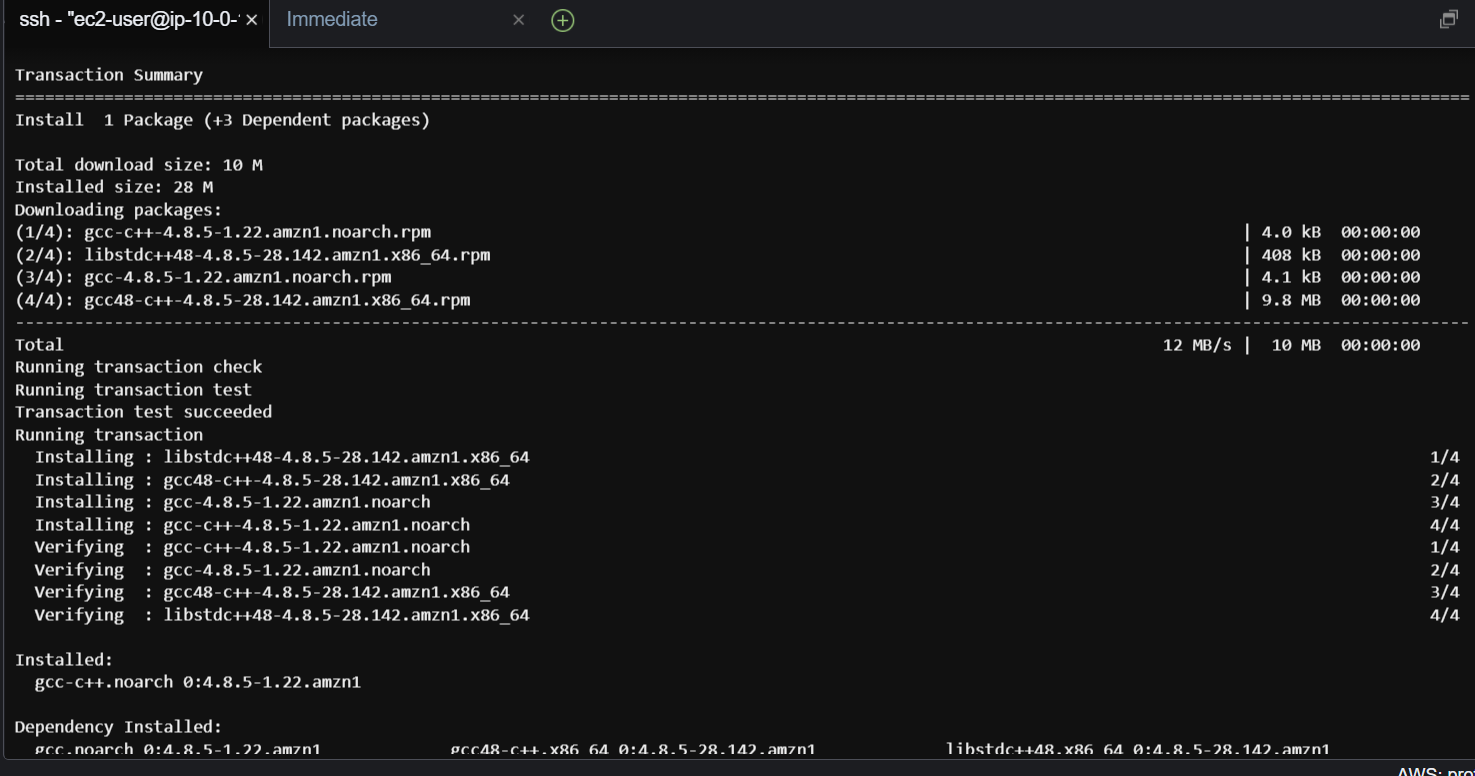 ssh - "ec2-user@ip-10-0- × Immediate ×
Transaction Summary
================================================================================
Install  1 Package (+3 Dependent packages)
Total download size: 10 M
Installed size: 28 M
Downloading packages:
(1/4): gcc-c++-4.8.5-1.22.amzn1.noarch.rpm | 4.0 kB  00:00:00
(2/4): libstdc++48-4.8.5-28.142.amzn1.x86_64.rpm | 408 kB  00:00:00
(3/4): gcc-4.8.5-1.22.amzn1.noarch.rpm | 4.1 kB  00:00:00
(4/4): gcc48-c++-4.8.5-28.142.amzn1.x86_64.rpm | 9.8 MB  00:00:00
--------------------------------------------------------------------------------
Total 12 MB/s |  10 MB  00:00:00
Running transaction check
Running transaction test
Transaction test succeeded
Running transaction
  Installing : libstdc++48-4.8.5-28.142.amzn1.x86_64 1/4
  Installing : gcc48-c++-4.8.5-28.142.amzn1.x86_64 2/4
  Installing : gcc-4.8.5-1.22.amzn1.noarch 3/4
  Installing : gcc-c++-4.8.5-1.22.amzn1.noarch 4/4
  Verifying  : gcc-c++-4.8.5-1.22.amzn1.noarch 1/4
  Verifying  : gcc-4.8.5-1.22.amzn1.noarch 2/4
  Verifying  : gcc48-c++-4.8.5-28.142.amzn1.x86_64 3/4
  Verifying  : libstdc++48-4.8.5-28.142.amzn1.x86_64 4/4
Installed:
  gcc-c++.noarch 0:4.8.5-1.22.amzn1
Dependency Installed:
  gcc.noarch 0:4.8.5-1.22.amzn1 gcc48-c++.x86_64 0:4.8.5-28.142.amzn1 libstdc++48.x86_64 0:4.8.5-28.142.amzn1
AWS: